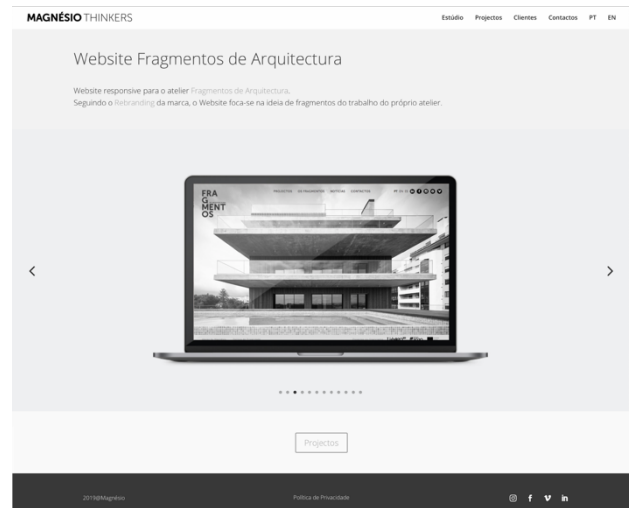 MAGNÉSIO THINKERS
Estúdio Projectos Clientes Contactos PT EN
Website Fragmentos de Arquitectura
Website responsive para o atelier Fragmentos de Arquitectura.
Seguindo o Rebranding da marca, o Website foca-se na ideia de fragmentos do trabalho do próprio atelier.
FRA
G
MENT
OS
PROJECTOS OS FRAGMENTOS NOTÍCIAS CONTACTOS
Projectos
2019@Magnésio
Política de Privacidade